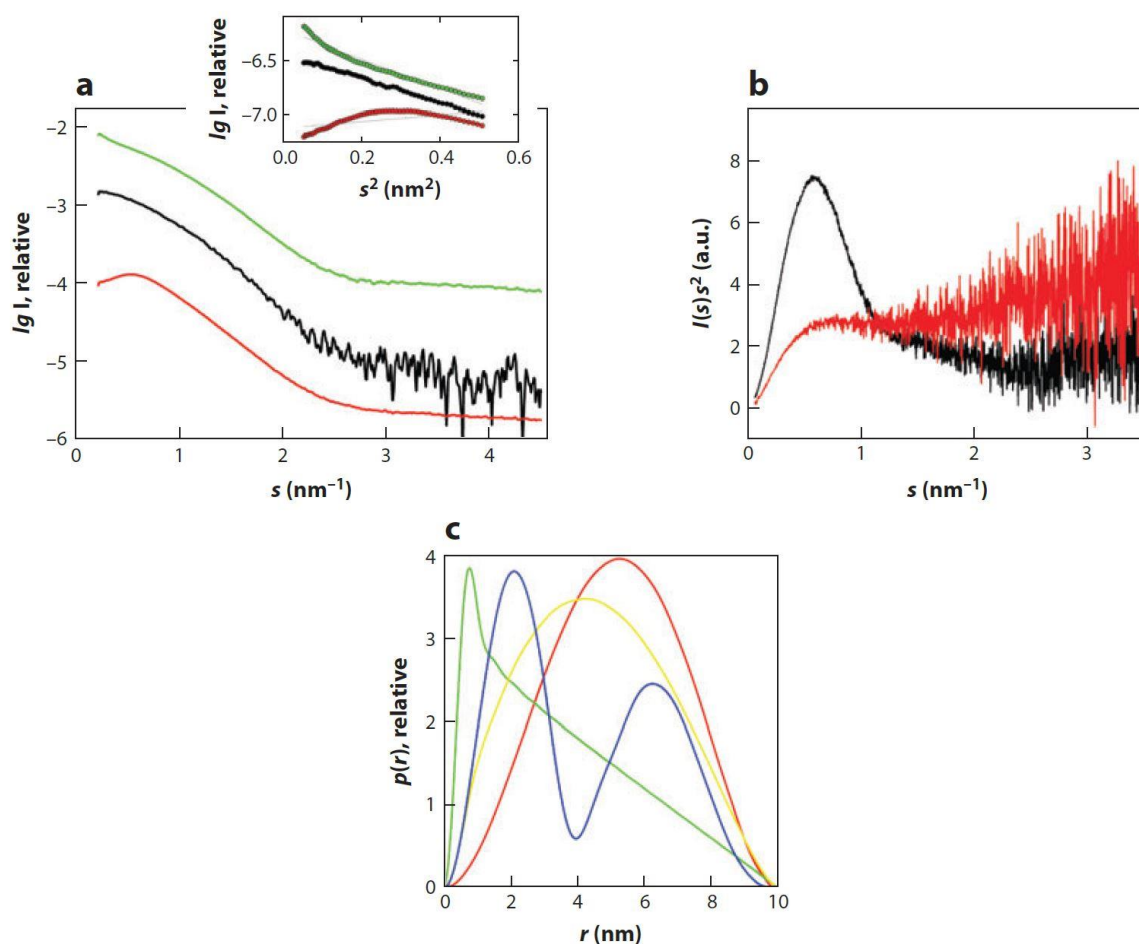 a
lg I, relative
–6.5
–7.0
0.0 0.2 0.4 0.6
s² (nm²)
lg I, relative
–2
–3
–4
–5
–6
1 2 3 4
s (nm⁻¹)
b
I(s)s² (a.u.)
8
6
4
2
0
0 1 2 3
s (nm⁻¹)
c
p(r), relative
4
3
2
1
0
0 2 4 6 8 10
r (nm)